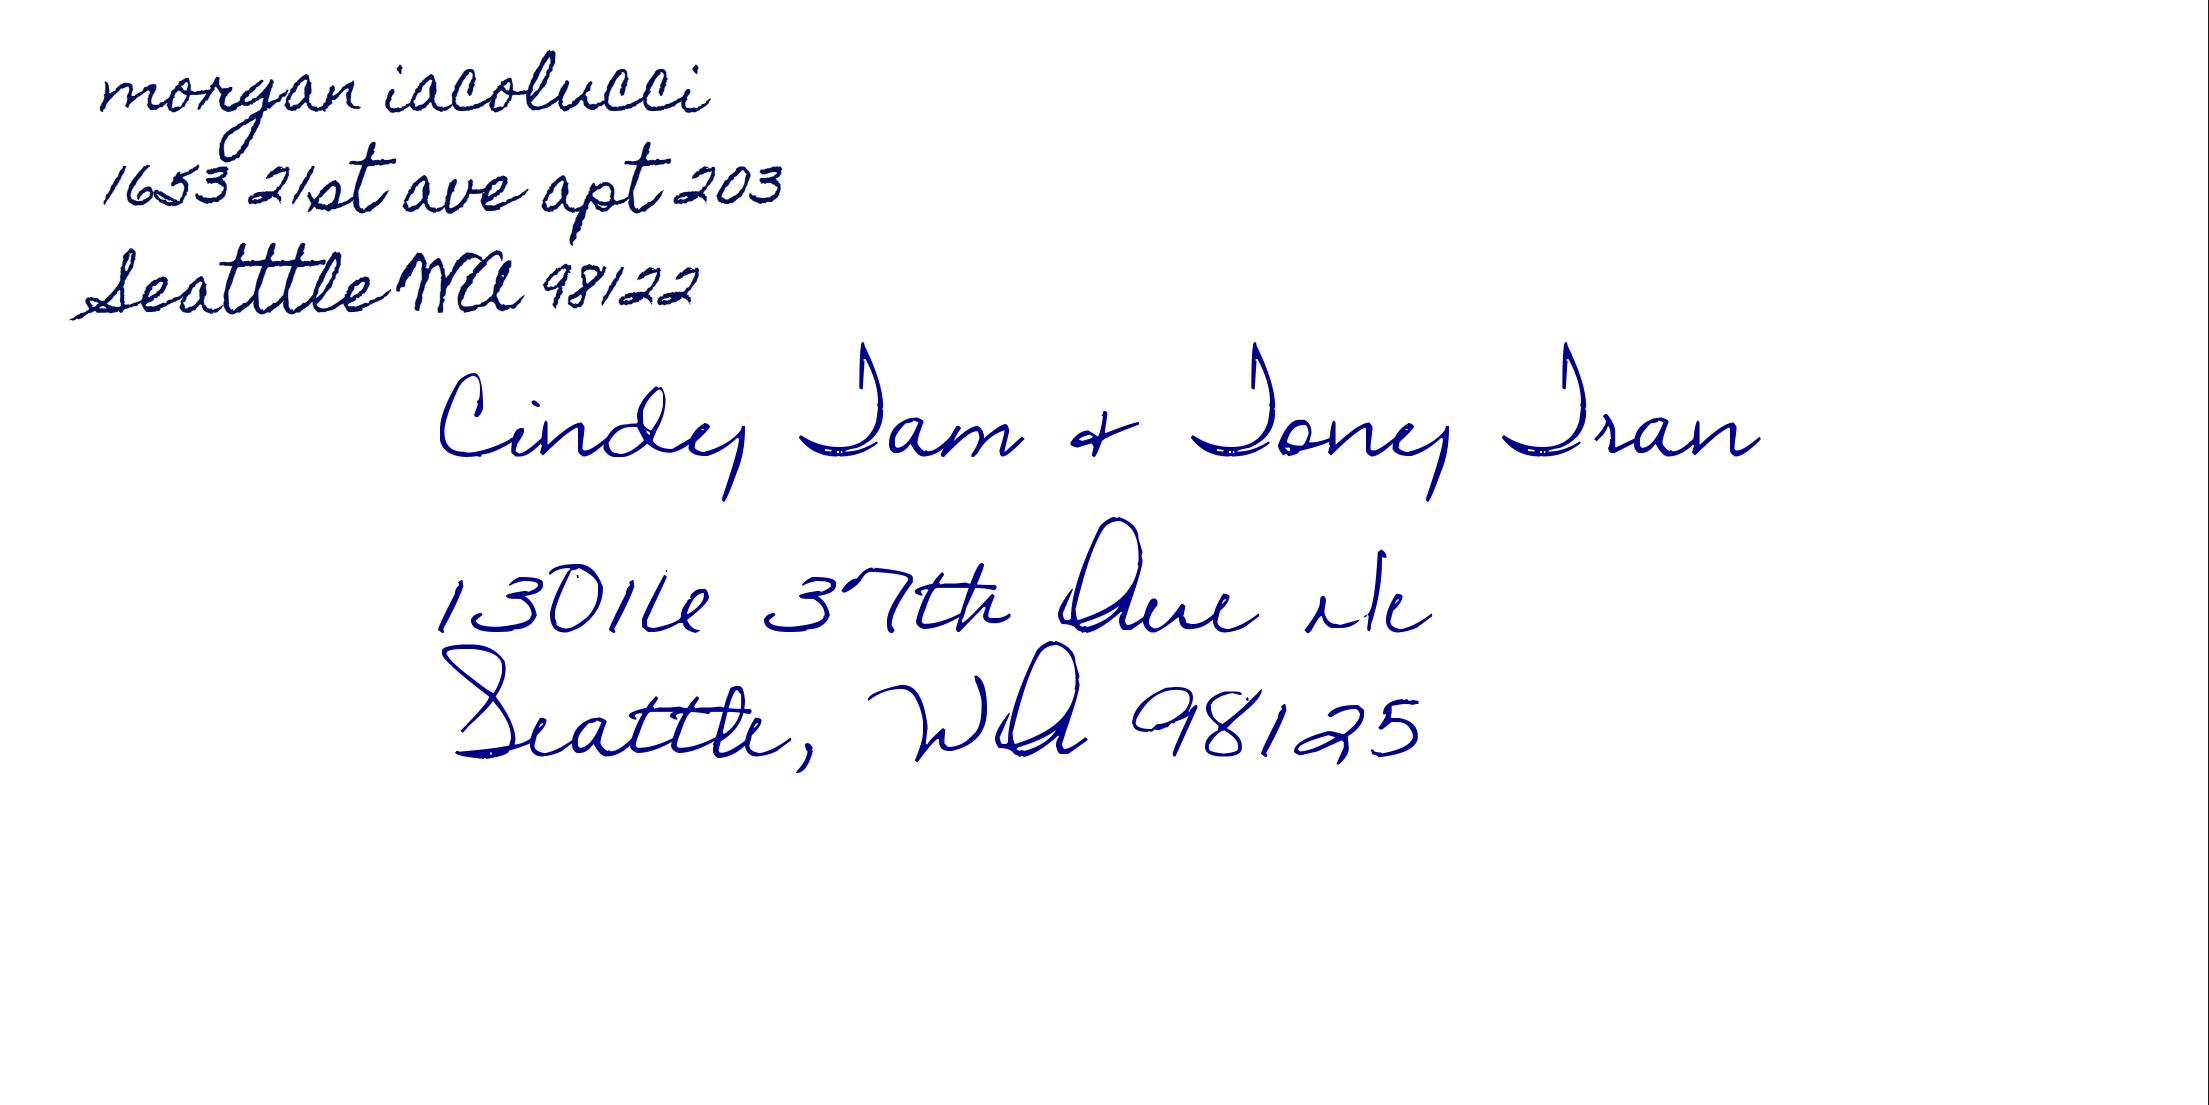 morgan iacolucci
1653 21st ave apt 203
Seatttle WA 98122
Cindy Tam & Tony Tran
13016 37th Ave Ne
Seattle, WA 98125